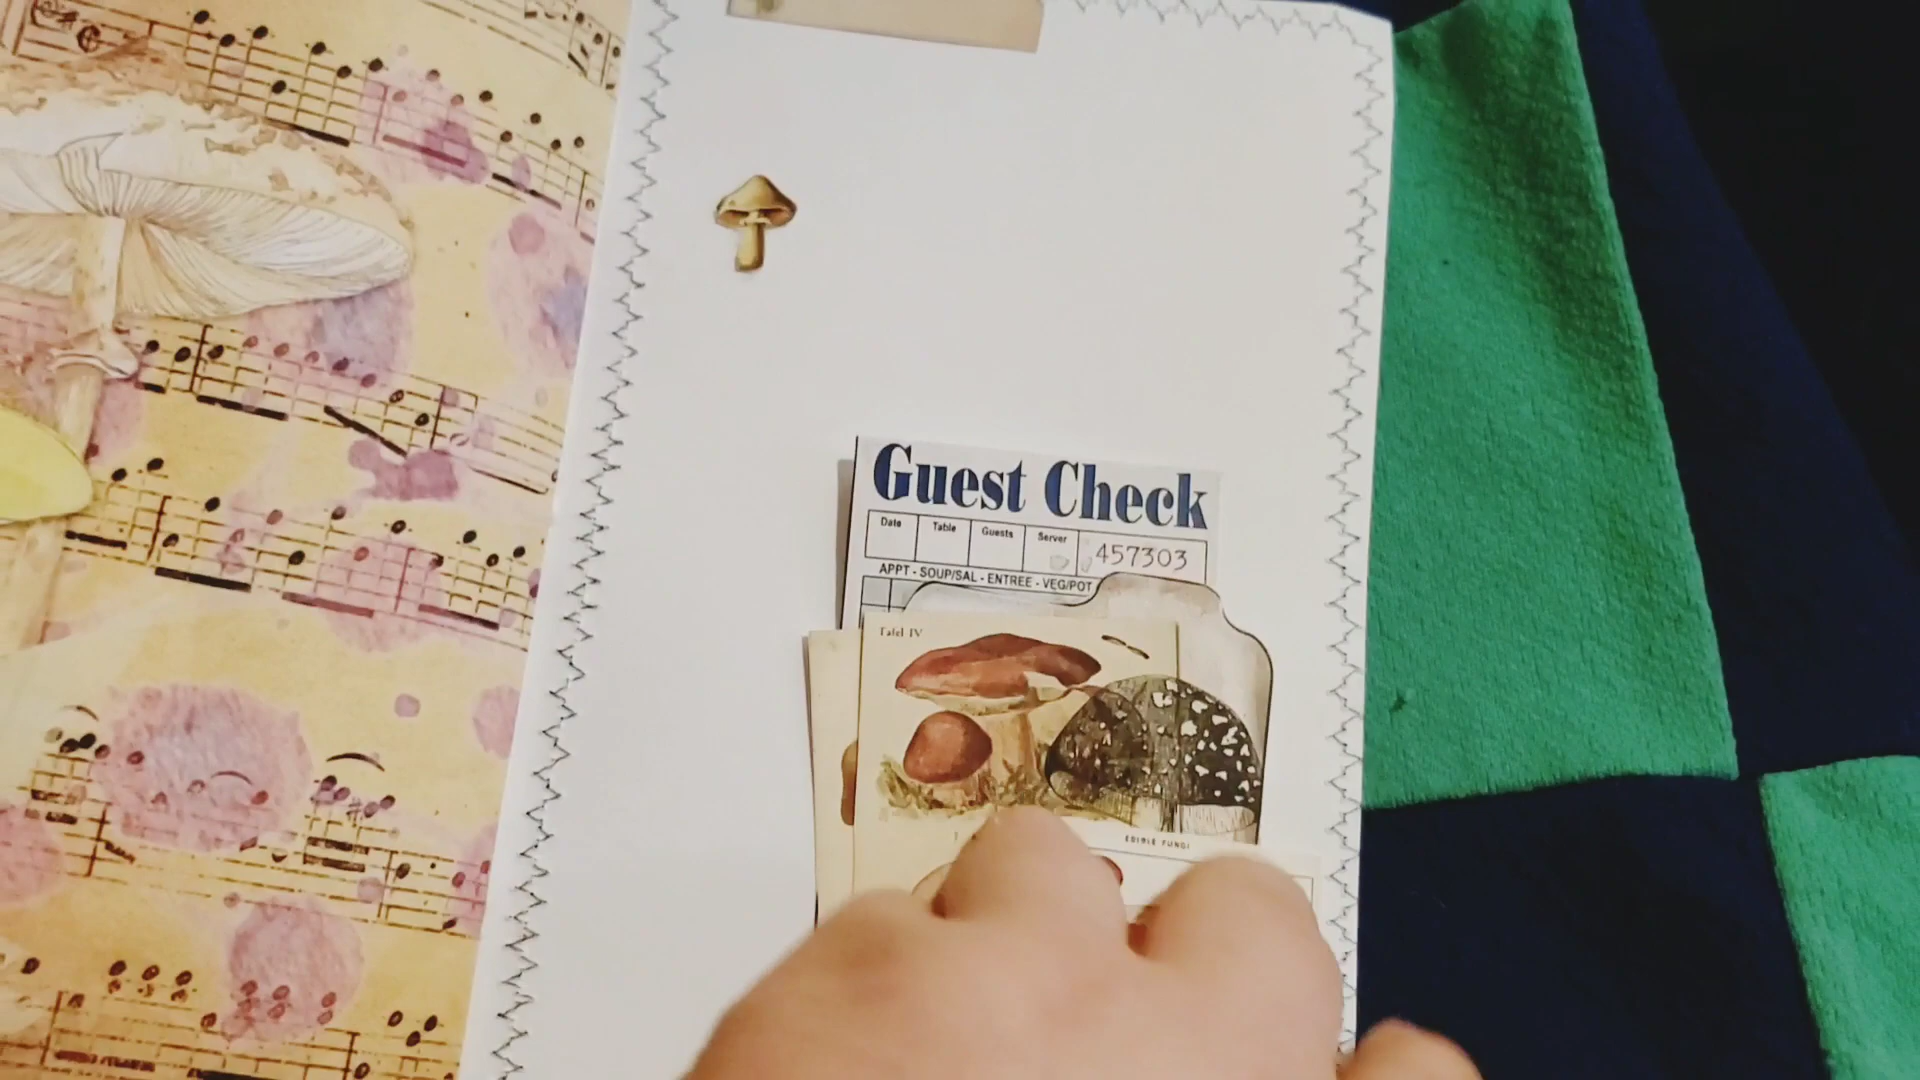 Guest Check
Date Table Guests Server 457303
APPT - SOUP/SAL - ENTREE - VEG/POT
Tafel IV
EDIBLE FUNGI